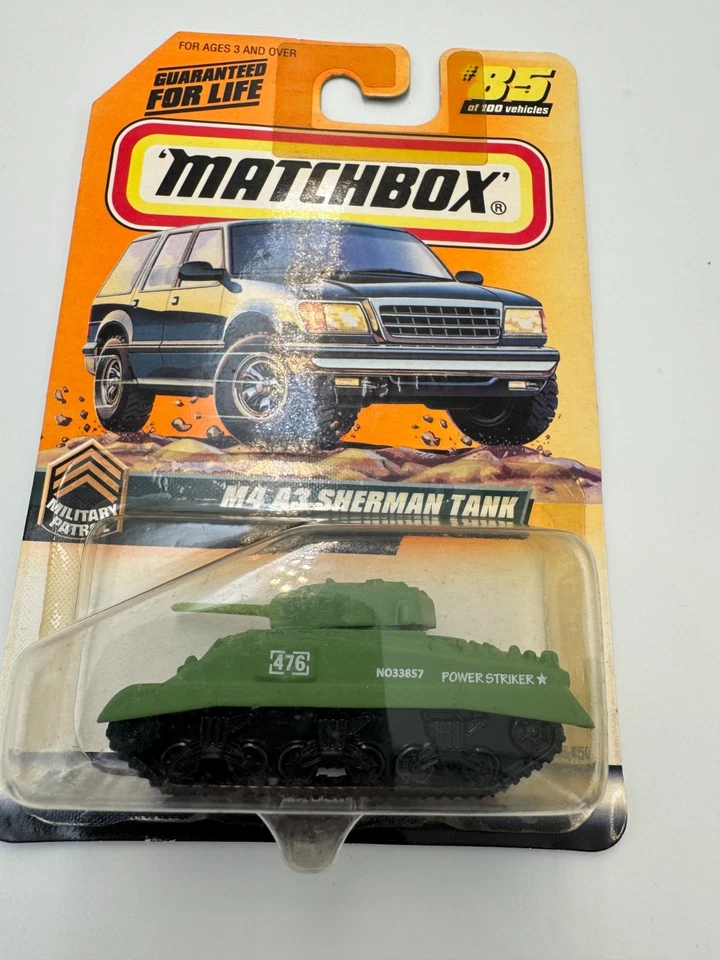 FOR AGES 3 AND OVER
GUARANTEED
FOR LIFE
#85
of 100 vehicles
'MATCHBOX'®
MILITARY
M4 A3 SHERMAN TANK
476
NO33857
POWER STRIKER★